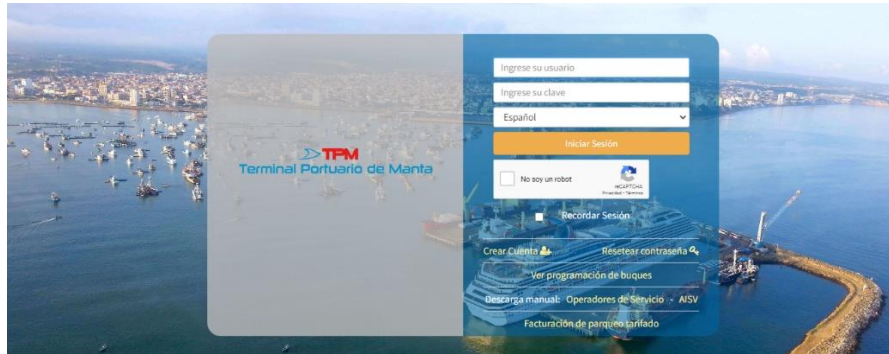 TPM
Terminal Portuario de Manta
Ingrese su usuario
Ingrese su clave
Español
Iniciar Sesión
No soy un robot
reCAPTCHA
Privacidad - Términos
Recordar Sesión
Crear Cuenta Resetear contraseña
Ver programación de buques
Descarga manual: Operadores de Servicio - AISV
Facturación de parqueo tarifado